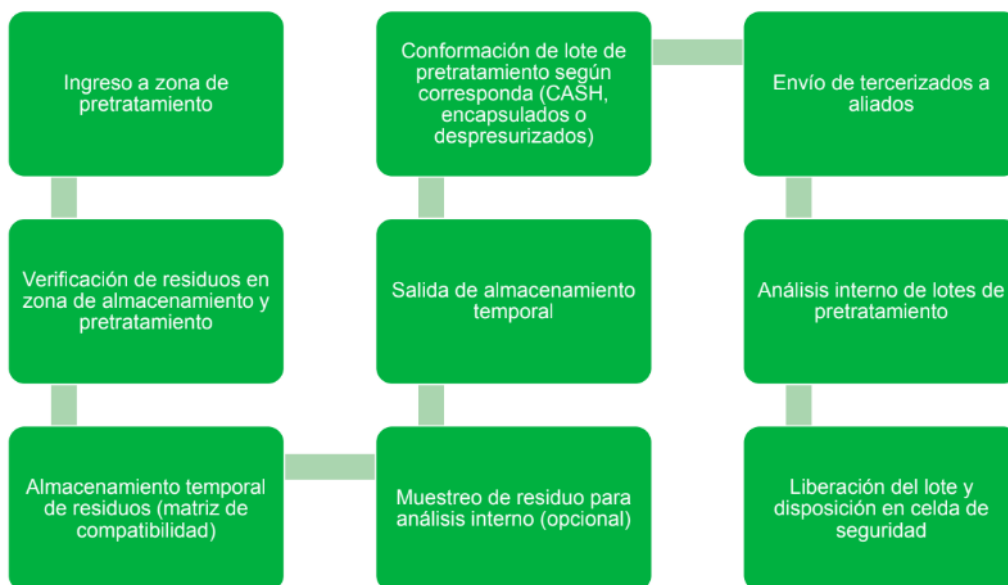 Ingreso a zona de
pretratamiento
Verificación de residuos en
zona de almacenamiento y
pretratamiento
Almacenamiento temporal
de residuos (matriz de
compatibilidad)
Muestreo de residuo para
análisis interno (opcional)
Salida de almacenamiento
temporal
Conformación de lote de
pretratamiento según
corresponda (CASH,
encapsulados o
despresurizados)
Envío de tercerizados a
aliados
Análisis interno de lotes de
pretratamiento
Liberación del lote y
disposición en celda de
seguridad